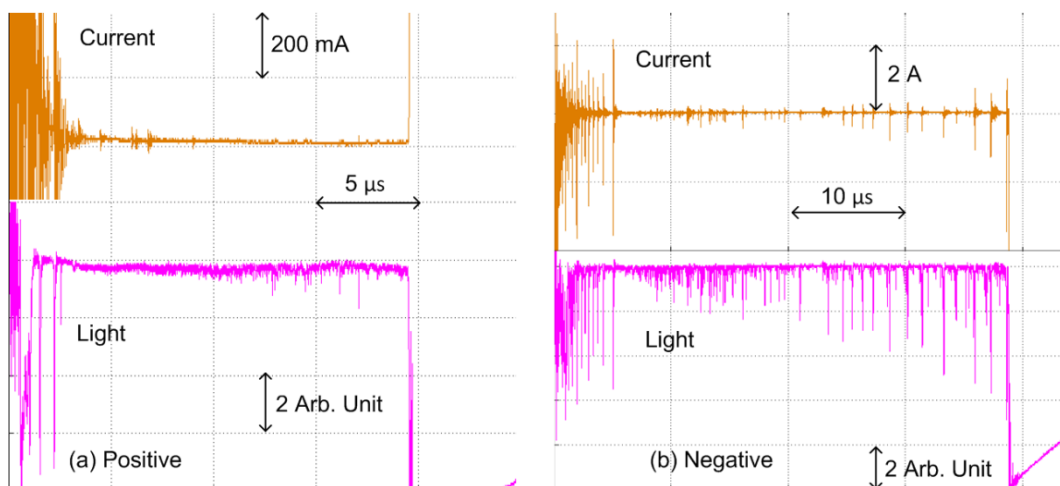 Current
200 mA
5 µs
Light
2 Arb. Unit
(a) Positive
Current
2 A
10 µs
Light
2 Arb. Unit
(b) Negative